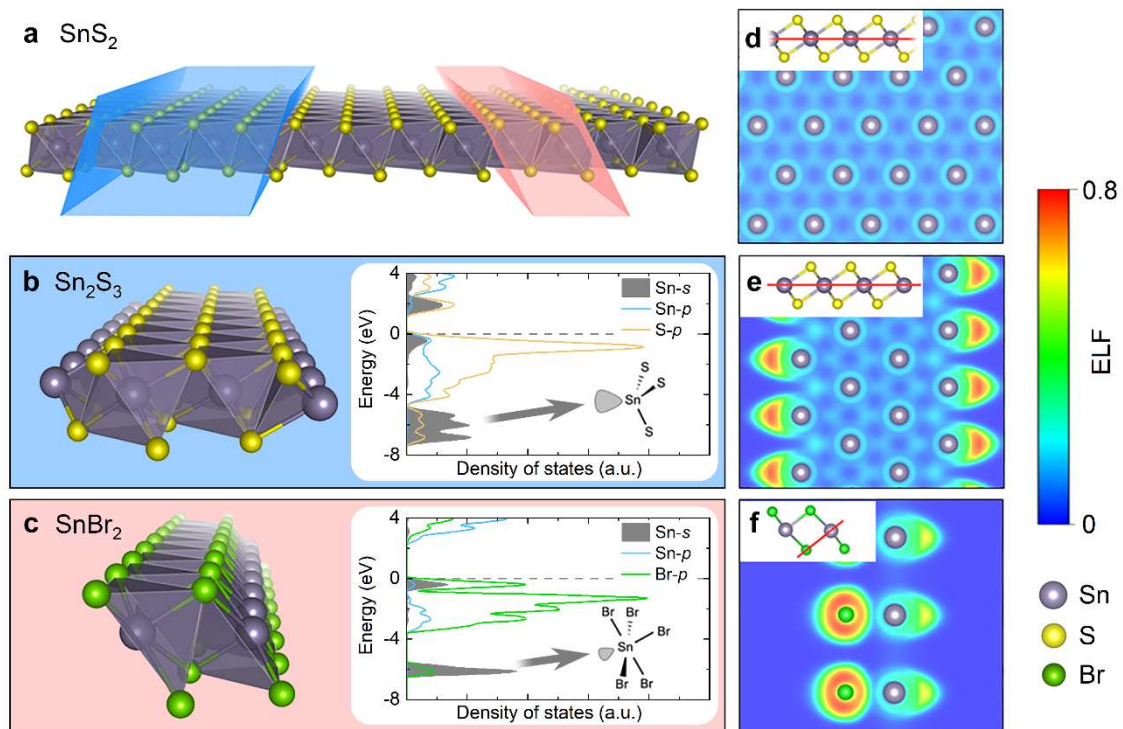 a SnS₂
b Sn₂S₃
4
0
-4
-8
Energy (eV)
Density of states (a.u.)
Sn-s
Sn-p
S-p
S
S
Sn
S
S
c SnBr₂
4
0
-4
-8
Energy (eV)
Density of states (a.u.)
Sn-s
Sn-p
Br-p
Br
Br
Br
Sn
Br
Br
d
e
f
0.8
ELF
0
Sn
S
Br